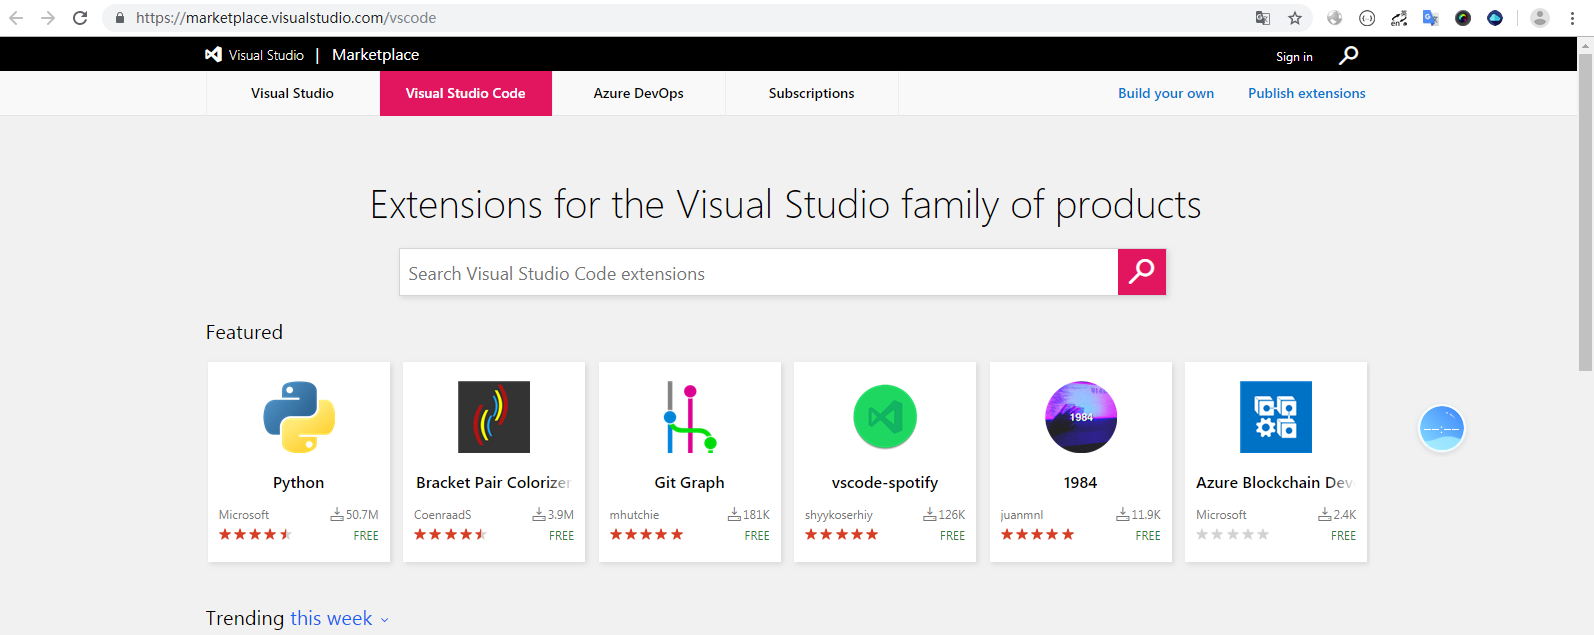 https://marketplace.visualstudio.com/vscode
Visual Studio | Marketplace
Sign in
Visual Studio
Visual Studio Code
Azure DevOps
Subscriptions
Build your own
Publish extensions
Extensions for the Visual Studio family of products
Search Visual Studio Code extensions
Featured
Python
Microsoft 50.7M
FREE
Bracket Pair Colorizer
CoenraadS 3.9M
FREE
Git Graph
mhutchie 181K
FREE
vscode-spotify
shyykoserhiy 126K
FREE
1984
1984
juanmnl 11.9K
FREE
Azure Blockchain Dev
Microsoft 2.4K
FREE
Trending this week